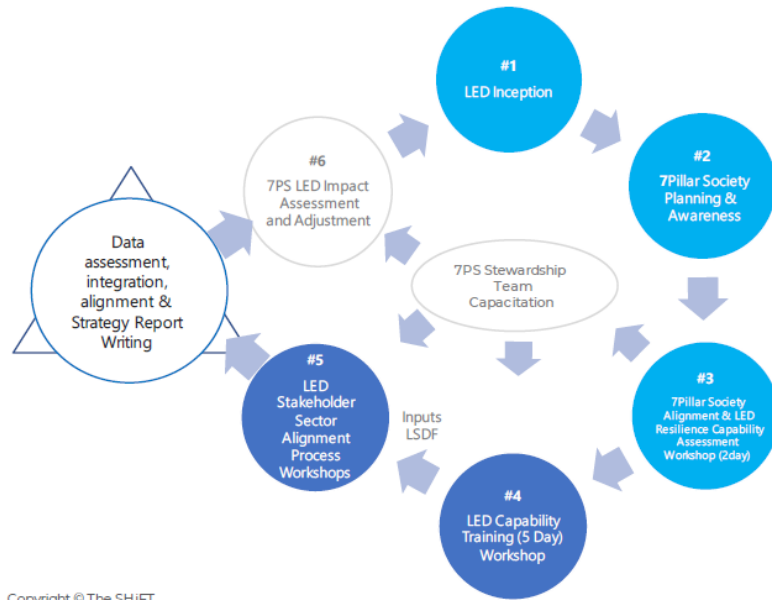 #1
LED Inception
#2
7Pillar Society
Planning &
Awareness
#3
7Pillar Society
Alignment & LED
Resilience Capability
Assessment
Workshop (2day)
#4
LED Capability
Training (5 Day)
Workshop
Inputs
LSDF
#5
LED
Stakeholder
Sector
Alignment
Process
Workshops
Data
assessment,
integration,
alignment &
Strategy Report
Writing
#6
7PS LED Impact
Assessment
and Adjustment
7PS Stewardship
Team
Capacitation
Copyright © The SHiFT